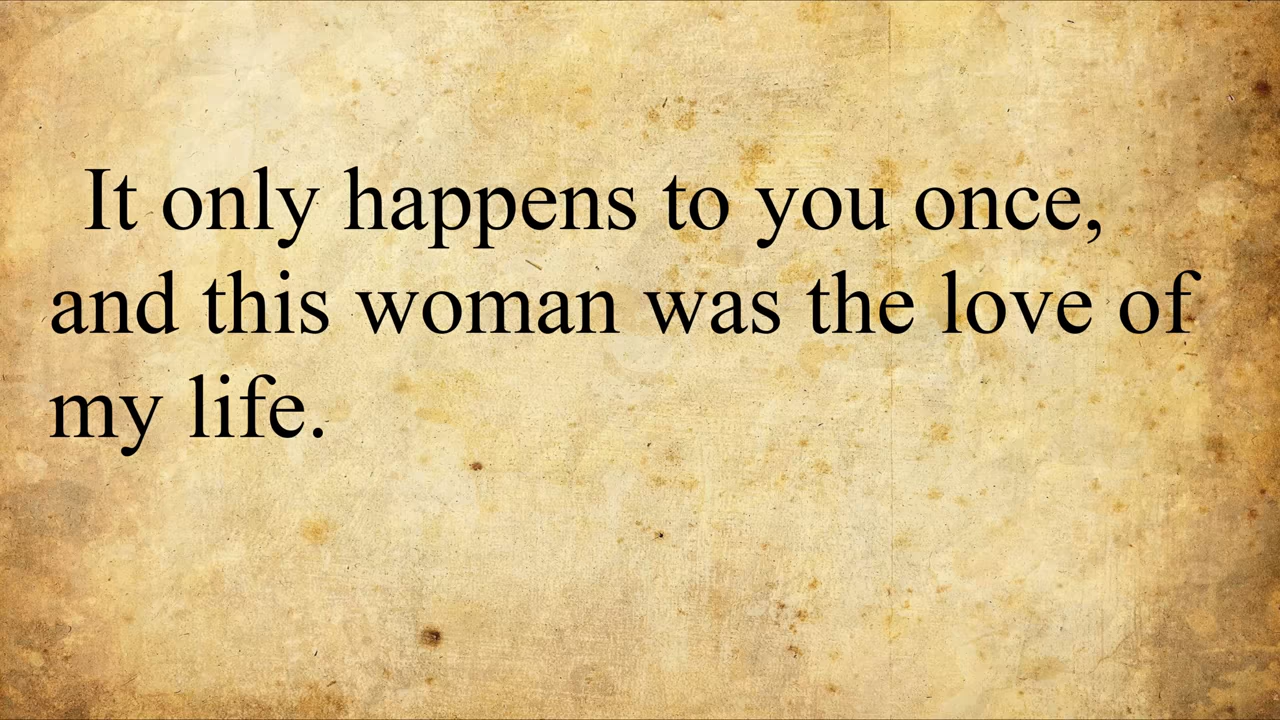 It only happens to you once,
and this woman was the love of
my life.